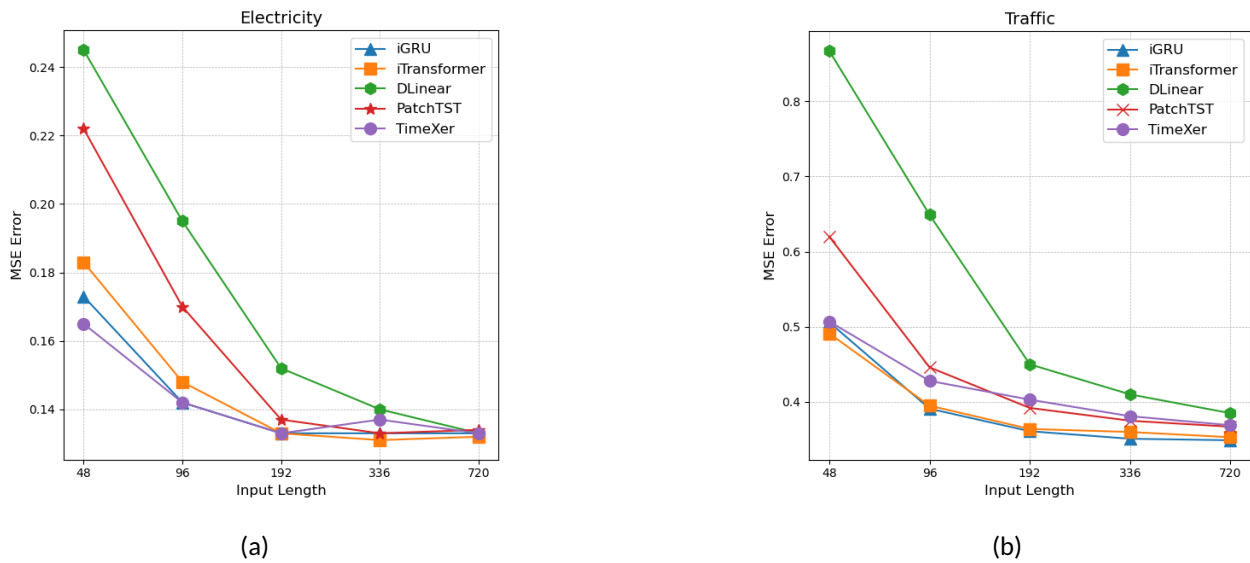 Electricity
MSE Error
0.24
0.22
0.20
0.18
0.16
0.14
48 96 192 336 720
Input Length
iGRU
iTransformer
DLinear
PatchTST
TimeXer
(a)
Traffic
MSE Error
0.8
0.7
0.6
0.5
0.4
48 96 192 336 720
Input Length
iGRU
iTransformer
DLinear
PatchTST
TimeXer
(b)